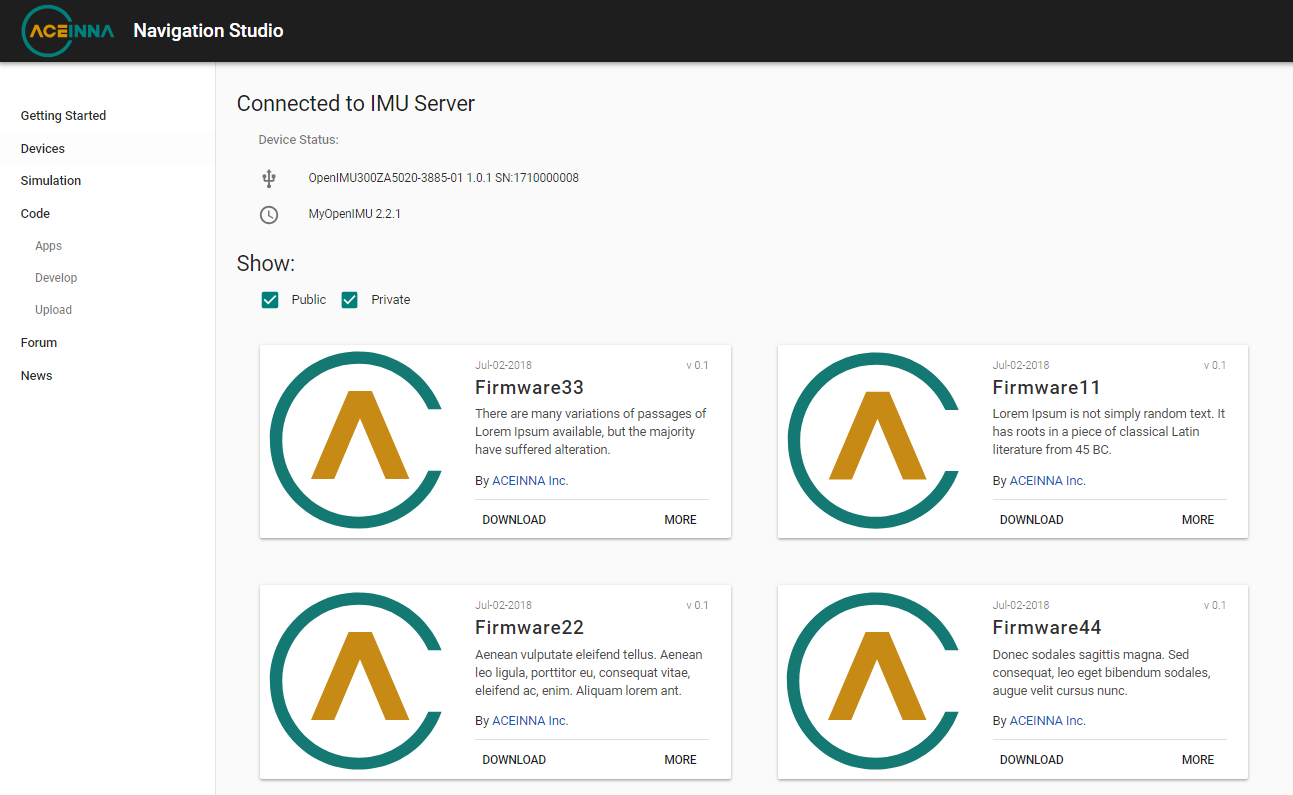 ACEINNA Navigation Studio
Getting Started
Devices
Simulation
Code
Apps
Develop
Upload
Forum
News
Connected to IMU Server
Device Status:
OpenIMU300ZA5020-3885-01 1.0.1 SN:1710000008
MyOpenIMU 2.2.1
Show:
Public Private
Jul-02-2018 v 0.1
Firmware33
There are many variations of passages of
Lorem Ipsum available, but the majority
have suffered alteration.
By ACEINNA Inc.
DOWNLOAD MORE
Jul-02-2018 v 0.1
Firmware11
Lorem Ipsum is not simply random text. It
has roots in a piece of classical Latin
literature from 45 BC.
By ACEINNA Inc.
DOWNLOAD MORE
Jul-02-2018 v 0.1
Firmware22
Aenean vulputate eleifend tellus. Aenean
leo ligula, porttitor eu, consequat vitae,
eleifend ac, enim. Aliquam lorem ant.
By ACEINNA Inc.
DOWNLOAD MORE
Jul-02-2018 v 0.1
Firmware44
Donec sodales sagittis magna. Sed
consequat, leo eget bibendum sodales,
augue velit cursus nunc.
By ACEINNA Inc.
DOWNLOAD MORE